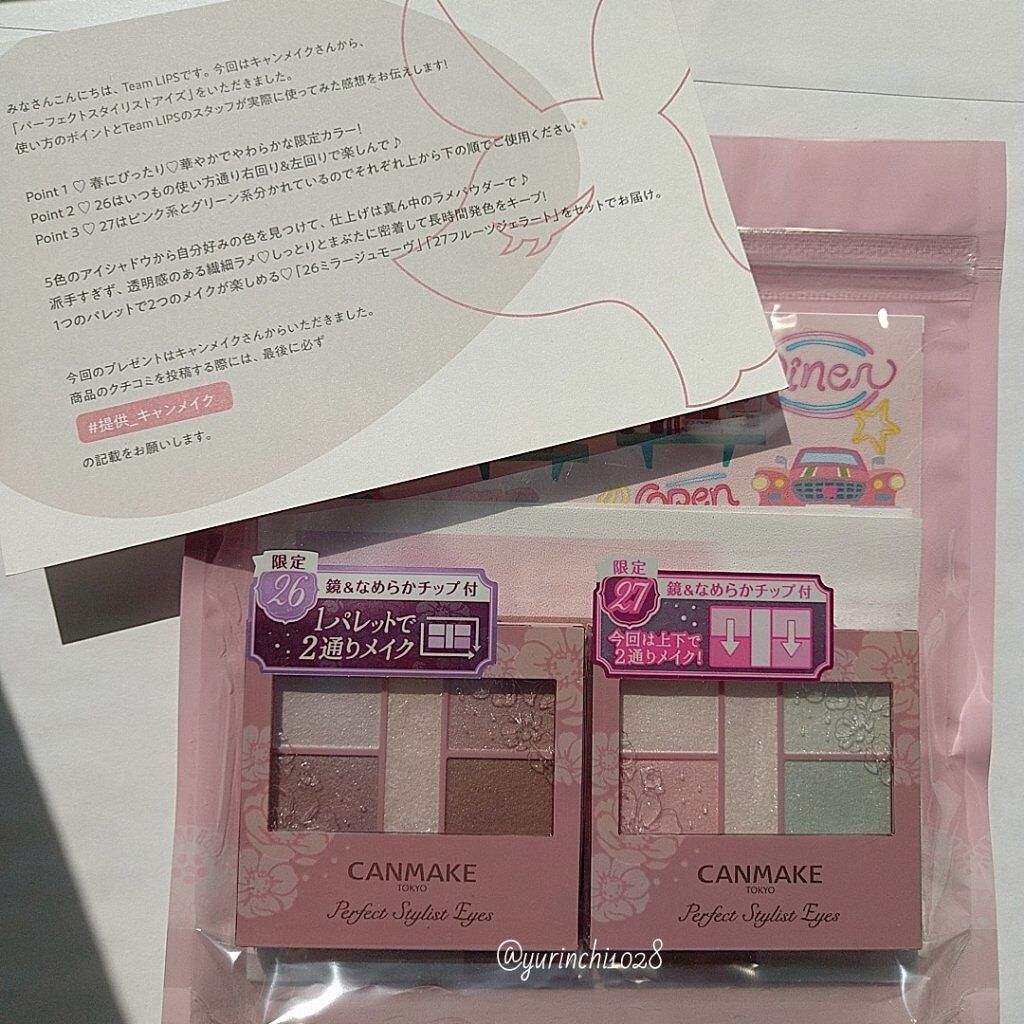 みなさんこんにちは、Team LIPSです。今回はキャンメイクさんから、
「パーフェクトスタイリストアイズ」をいただきました。
使い方のポイントとTeam LIPSのスタッフが実際に使ってみた感想をお伝えします!
Point 1 ♡ 春にぴったり♡華やかでやわらかな限定カラー!
Point 2 ♡ 26はいつもの使い方通り右回り&左回りで楽しんで♪
Point 3 ♡ 27はピンク系とグリーン系分かれているのでそれぞれ上から下の順でご使用ください✨
5色のアイシャドウから自分好みの色を見つけて、仕上げは真ん中のラメパウダーで♪
派手すぎず、透明感のある繊細ラメ♡しっとりとまぶたに密着して長時間発色をキープ!
1つのパレットで2つのメイクが楽しめる♡「26ミラージュモーヴ」「27フルーツジェラート」をセットでお届け。
今回のプレゼントはキャンメイクさんからいただきました。
商品のクチコミを投稿する際には、最後に必ず
#提供_キャンメイク
の記載をお願いします。
Diner
Open
限定
26
鏡&なめらかチップ付
1パレットで
2通りメイク
限定
27
鏡&なめらかチップ付
今回は上下で
2通りメイク!
CANMAKE
TOKYO
Perfect Stylist Eyes
CANMAKE
TOKYO
Perfect Stylist Eyes
@yurinchi1028